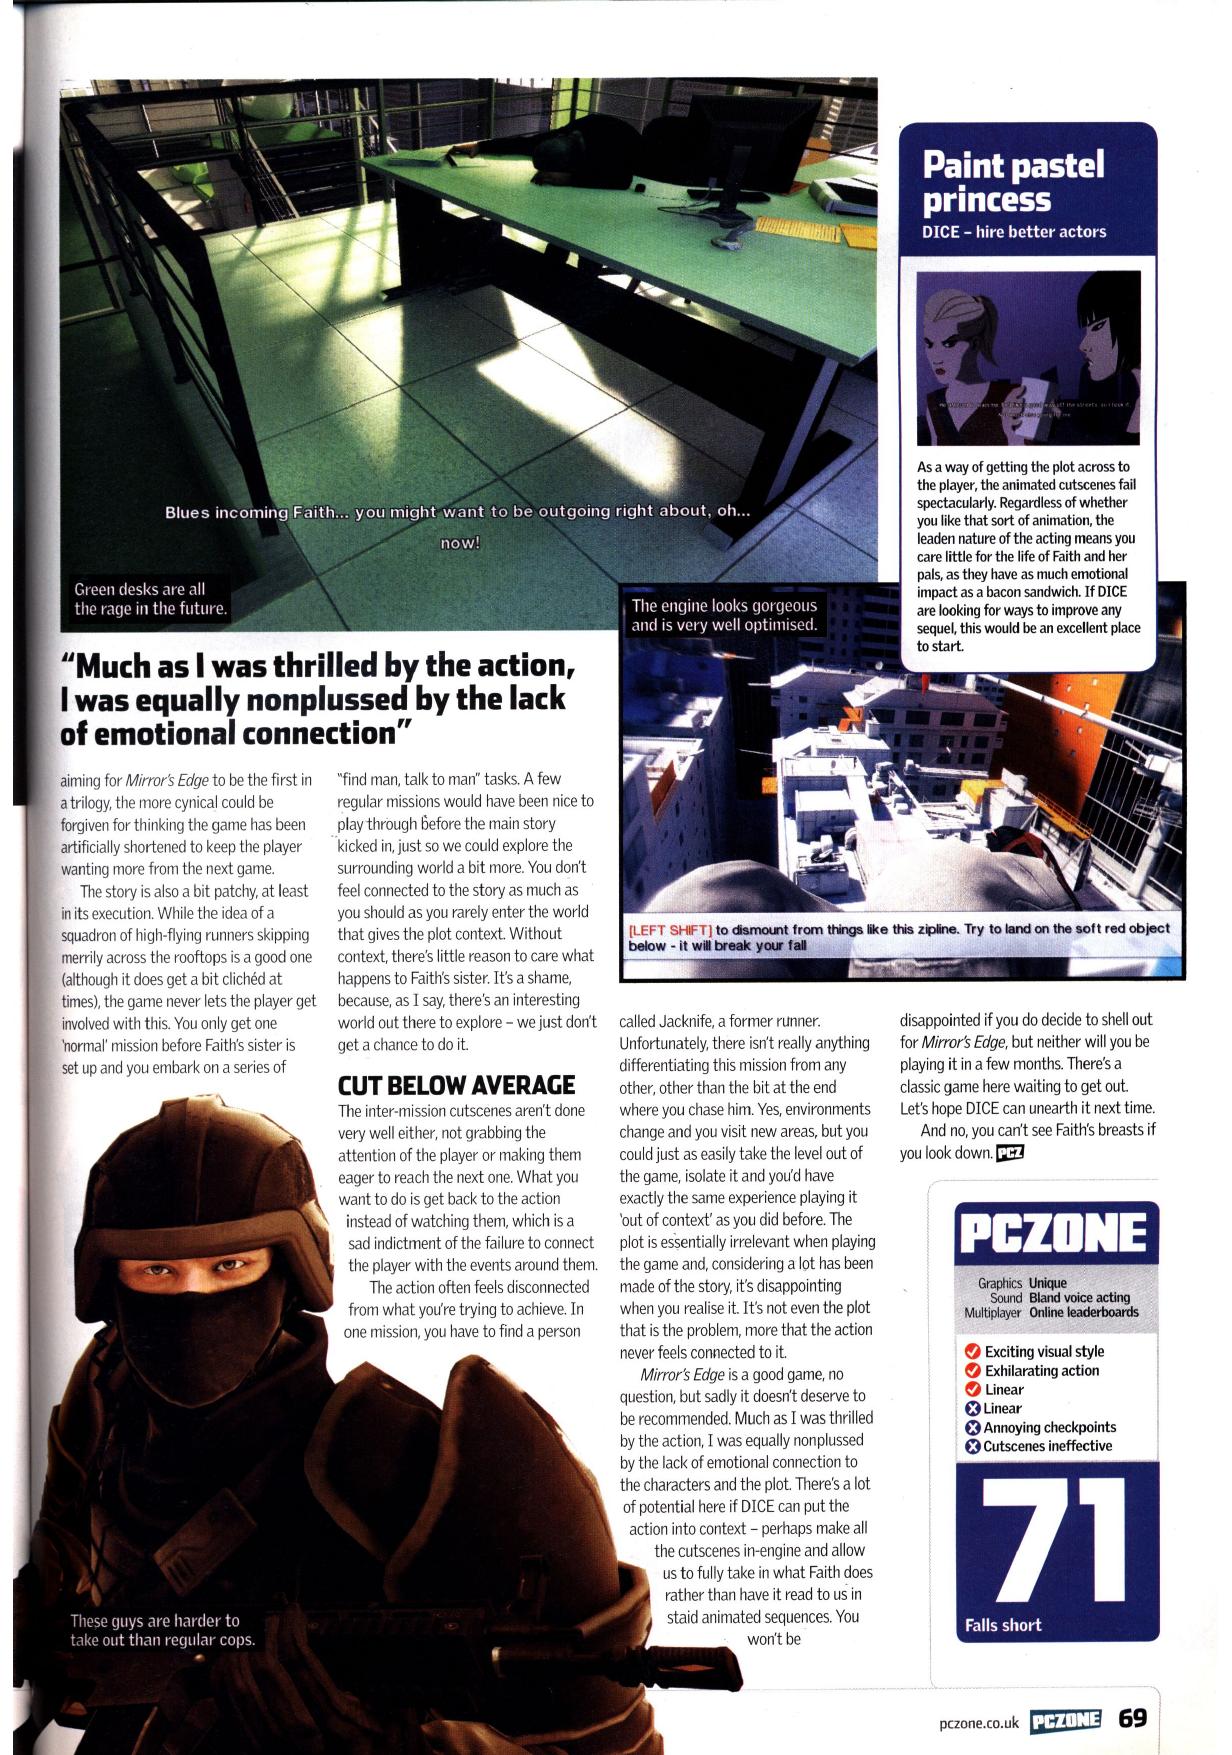 Blues incoming Faith... you might want to be outgoing right about, oh...
now!
Green desks are all
the rage in the future.
Paint pastel
princess
DICE – hire better actors
As a way of getting the plot across to
the player, the animated cutscenes fail
spectacularly. Regardless of whether
you like that sort of animation, the
leaden nature of the acting means you
care little for the life of Faith and her
pals, as they have as much emotional
impact as a bacon sandwich. If DICE
are looking for ways to improve any
sequel, this would be an excellent place
to start.
The engine looks gorgeous
and is very well optimised.
[LEFT SHIFT] to dismount from things like this zipline. Try to land on the soft red object
below - it will break your fall
“Much as I was thrilled by the action,
I was equally nonplussed by the lack
of emotional connection”
aiming for Mirror's Edge to be the first in
a trilogy, the more cynical could be
forgiven for thinking the game has been
artificially shortened to keep the player
wanting more from the next game.
The story is also a bit patchy, at least
in its execution. While the idea of a
squadron of high-flying runners skipping
merrily across the rooftops is a good one
(although it does get a bit clichéd at
times), the game never lets the player get
involved with this. You only get one
'normal' mission before Faith's sister is
set up and you embark on a series of
“find man, talk to man” tasks. A few
regular missions would have been nice to
play through before the main story
kicked in, just so we could explore the
surrounding world a bit more. You don't
feel connected to the story as much as
you should as you rarely enter the world
that gives the plot context. Without
context, there's little reason to care what
happens to Faith's sister. It's a shame,
because, as I say, there's an interesting
world out there to explore – we just don't
get a chance to do it.
CUT BELOW AVERAGE
The inter-mission cutscenes aren't done
very well either, not grabbing the
attention of the player or making them
eager to reach the next one. What you
want to do is get back to the action
instead of watching them, which is a
sad indictment of the failure to connect
the player with the events around them.
The action often feels disconnected
from what you're trying to achieve. In
one mission, you have to find a person
called Jacknife, a former runner.
Unfortunately, there isn't really anything
differentiating this mission from any
other, other than the bit at the end
where you chase him. Yes, environments
change and you visit new areas, but you
could just as easily take the level out of
the game, isolate it and you'd have
exactly the same experience playing it
'out of context' as you did before. The
plot is essentially irrelevant when playing
the game and, considering a lot has been
made of the story, it's disappointing
when you realise it. It's not even the plot
that is the problem, more that the action
never feels connected to it.
Mirror's Edge is a good game, no
question, but sadly it doesn't deserve to
be recommended. Much as I was thrilled
by the action, I was equally nonplussed
by the lack of emotional connection to
the characters and the plot. There's a lot
of potential here if DICE can put the
action into context – perhaps make all
the cutscenes in-engine and allow
us to fully take in what Faith does
rather than have it read to us in
staid animated sequences. You
won't be
disappointed if you do decide to shell out
for Mirror's Edge, but neither will you be
playing it in a few months. There's a
classic game here waiting to get out.
Let's hope DICE can unearth it next time.
And no, you can't see Faith's breasts if
you look down. PCZ
These guys are harder to
take out than regular cops.
PCZONE
Graphics Unique
Sound Bland voice acting
Multiplayer Online leaderboards
Exciting visual style
Exhilarating action
Linear
Linear
Annoying checkpoints
Cutscenes ineffective
71
Falls short
pczone.co.uk PCZONE 69